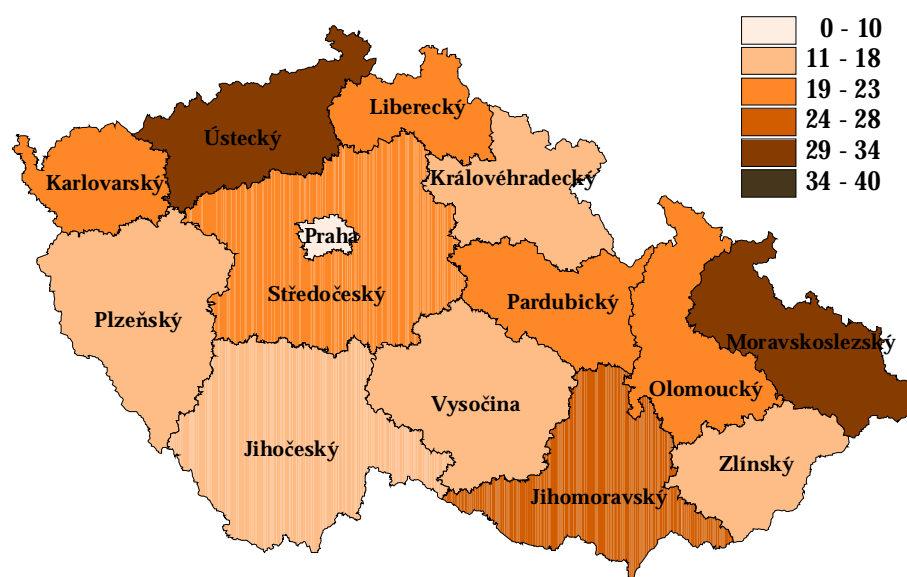 0 - 10
11 - 18
19 - 23
24 - 28
29 - 34
34 - 40
Liberecký
Ústecký
Karlovarský
Královéhradecký
Praha
Středočeský
Pardubický
Plzeňský
Moravskoslezský
Olomoucký
Vysočina
Jihočeský
Zlínský
Jihomoravský